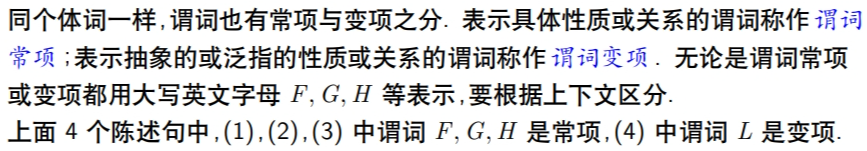 同个体词一样,谓词也有常项与变项之分. 表示具体性质或关系的谓词称作谓词
常项;表示抽象的或泛指的性质或关系的谓词称作谓词变项. 无论是谓词常项
或变项都用大写英文字母 F, G, H 等表示,要根据上下文区分.
上面 4 个陈述句中,(1),(2),(3) 中谓词 F, G, H 是常项,(4) 中谓词 L 是变项.